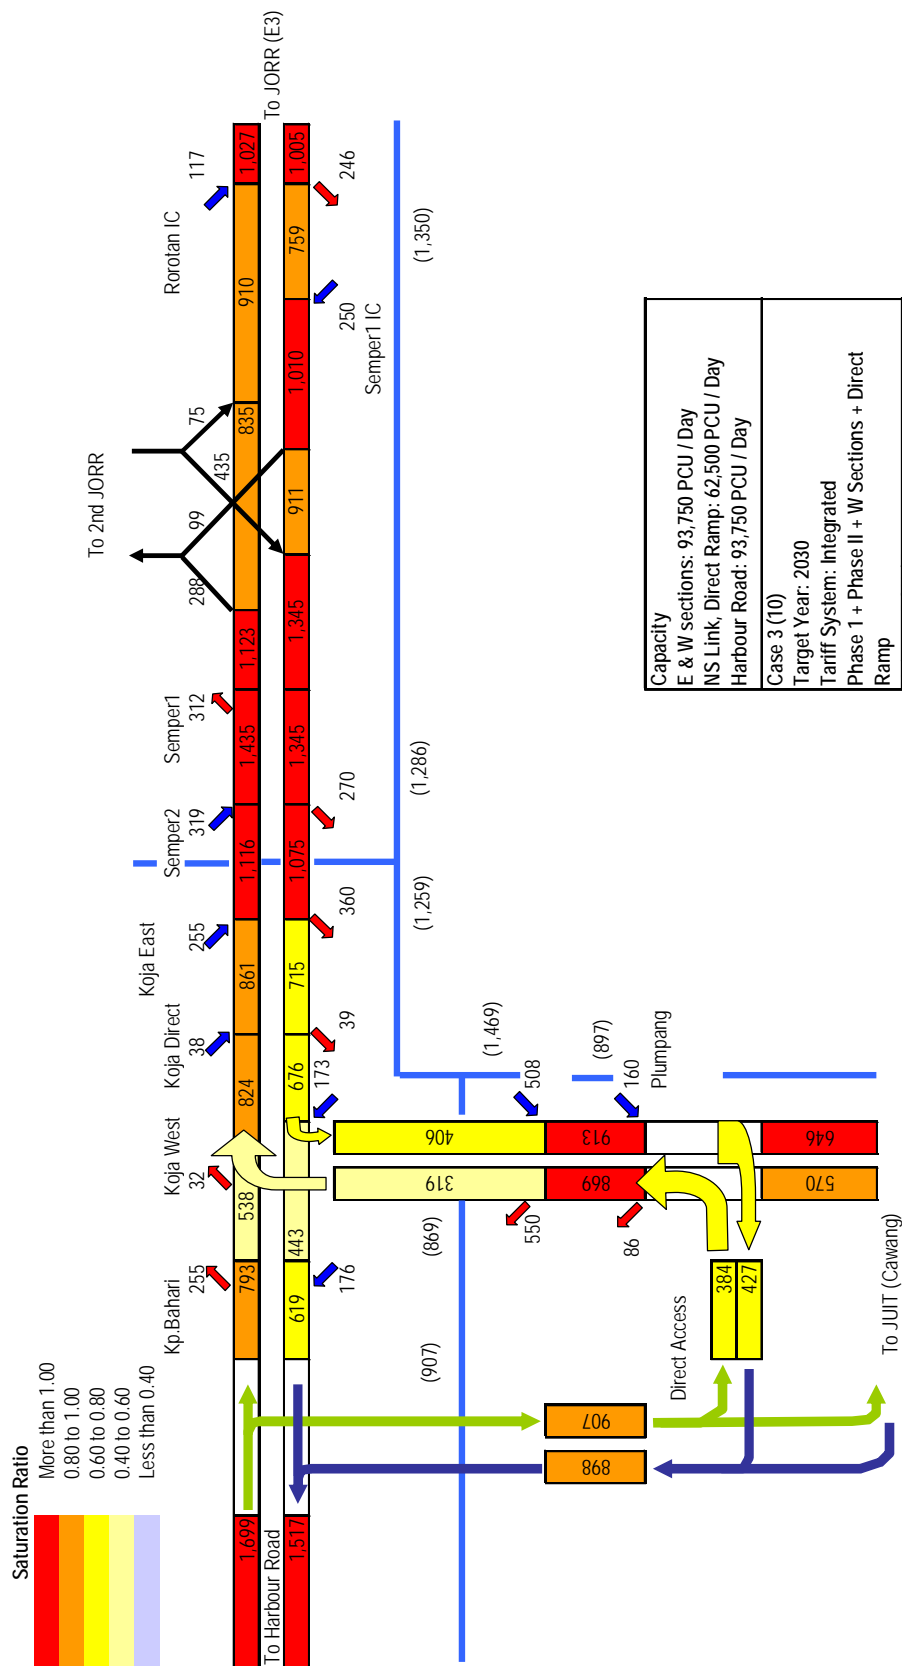 Saturation Ratio
More than 1.00
0.80 to 1.00
0.60 to 0.80
0.40 to 0.60
Less than 0.40
To 2nd JORR
Kp.Bahari
Koja West
Koja Direct
Koja East
Semper2
Semper1
Rorotan IC
255
32
38
255
319
312
288
99
435
75
117
1,699
793
538
824
861
1,116
1,435
1,123
835
910
1,027
To Harbour Road
To JORR (E3)
1,517
619
443
676
715
1,075
1,345
1,345
911
1,010
759
1,005
176
173
39
360
270
250
246
Semper1 IC
(907)
(869)
(1,469)
(1,259)
(1,286)
(1,350)
319
406
550
508
(897)
907
898
869
913
86
160
Plumpang
Direct Access
384
427
570
646
To JUIT (Cawang)
Capacity
E & W sections: 93,750 PCU / Day
NS Link, Direct Ramp: 62,500 PCU / Day
Harbour Road: 93,750 PCU / Day
Case 3 (10)
Target Year: 2030
Tariff System: Integrated
Phase 1 + Phase II + W Sections + Direct
Ramp